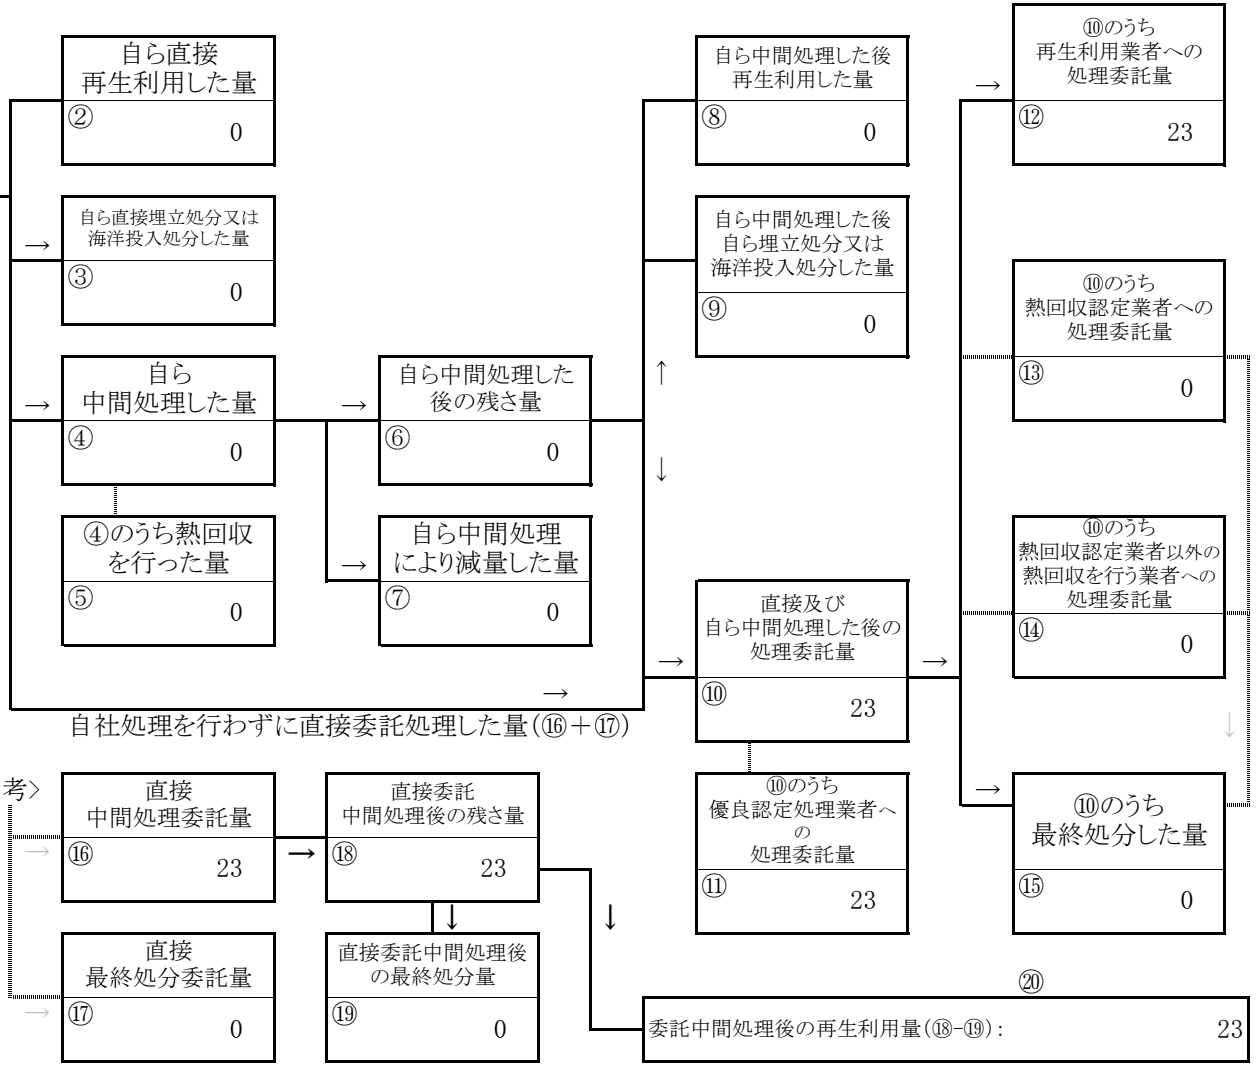 自ら直接
再生利用した量
②
0
→
自ら直接埋立処分又は
海洋投入処分した量
③
0
→
自ら
中間処理した量
④
0
④のうち熱回収
を行った量
⑤
0
→
自ら中間処理した
後の残さ量
⑥
0
→
自ら中間処理
により減量した量
⑦
0
自ら中間処理した後
再生利用した量
⑧
0
自ら中間処理した後
自ら埋立処分又は
海洋投入処分した量
⑨
0
↑
↓
→
直接及び
自ら中間処理した後の
処理委託量
⑩
23
⑩のうち
優良認定処理業者へ
の
処理委託量
⑪
23
→
→
⑩のうち
再生利用業者への
処理委託量
⑫
23
⑩のうち
熱回収認定業者への
処理委託量
⑬
0
⑩のうち
熱回収認定業者以外の
熱回収を行う業者への
処理委託量
⑭
0
↓
→
⑩のうち
最終処分した量
⑮
0
→
自社処理を行わずに直接委託処理した量(⑯+⑰)
考>
→
直接
中間処理委託量
⑯
23
→
直接
最終処分委託量
⑰
0
→
直接委託
中間処理後の残さ量
⑱
23
↓
直接委託中間処理後
の最終処分量
⑲
0
↓
⑳
委託中間処理後の再生利用量(⑱-⑲): 23